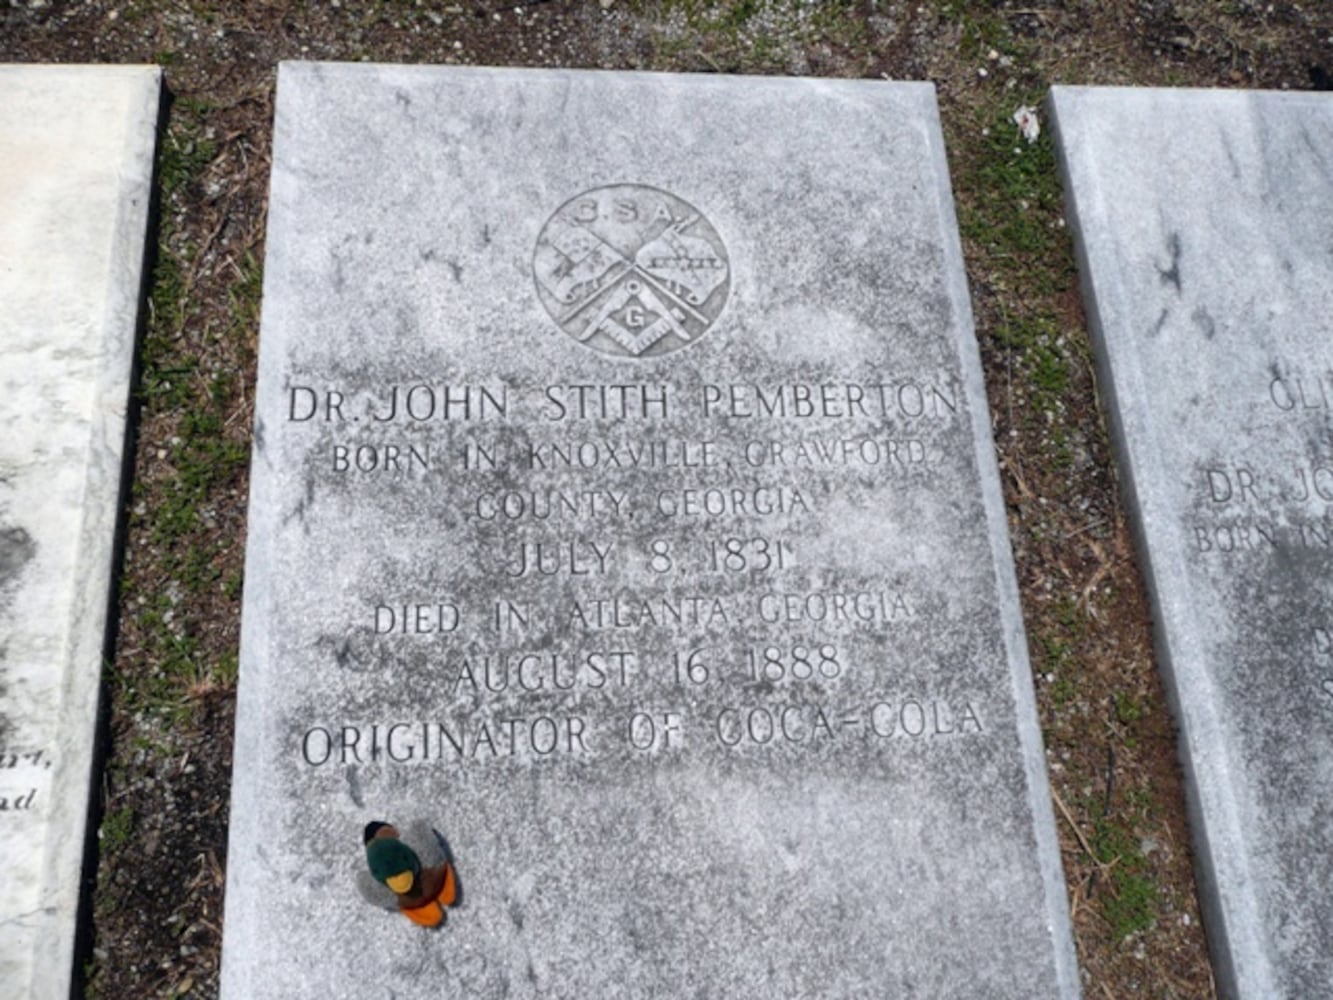 C.S.A.
G
DR. JOHN STITH PEMBERTON
BORN IN KNOXVILLE, CRAWFORD
COUNTY, GEORGIA
JULY 8, 1831
DIED IN ATLANTA, GEORGIA
AUGUST 16, 1888
ORIGINATOR OF COCA-COLA
DR. JO
BORN IN